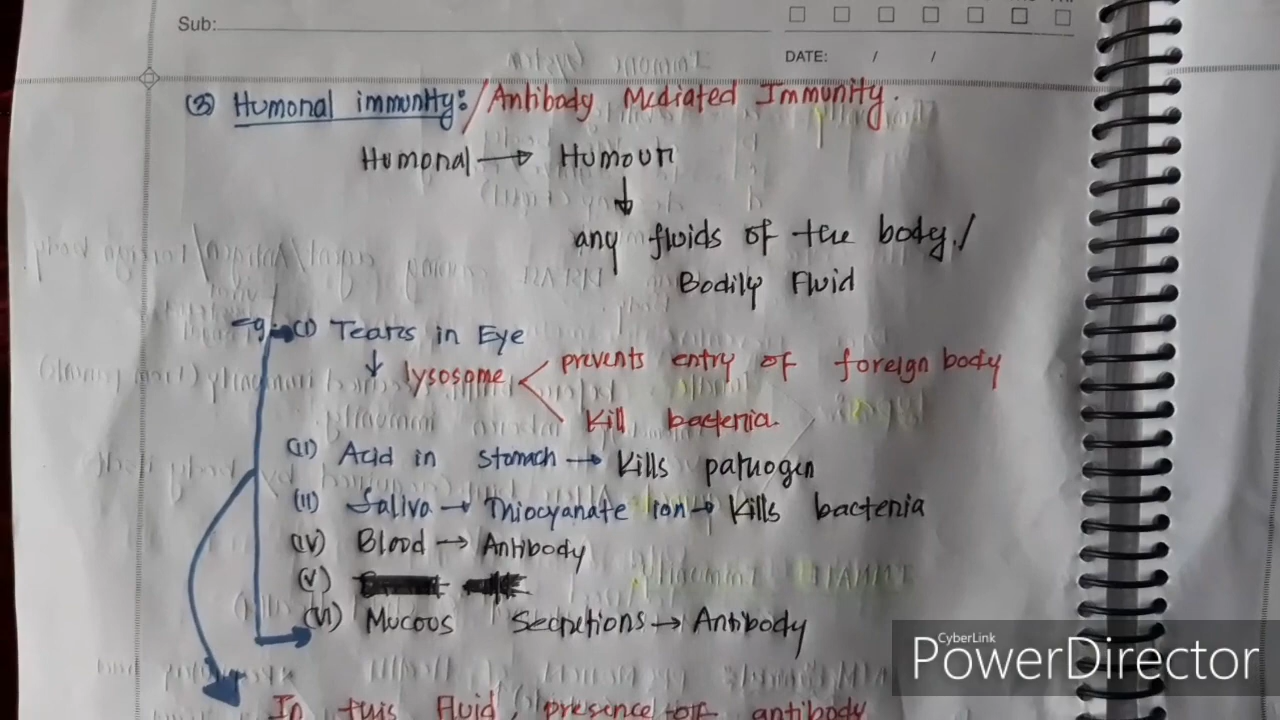 Sub:
DATE: / /
(3) Humoral immunity:/Antibody Mediated Immunity.
Humoral → Humour
↓
any fluids of the body./
Bodily Fluid
eg → (i) Tears in Eye
↓ lysosome < prevents entry of foreign body
Kill bacteria.
(ii) Acid in stomach → Kills pathogen
(iii) Saliva → Thiocyanate ion → Kills bacteria
(iv) Blood → Antibody
(v)
(vi) Mucous Secretions → Antibody
In this Fluid, presence of antibody
CyberLink
PowerDirector